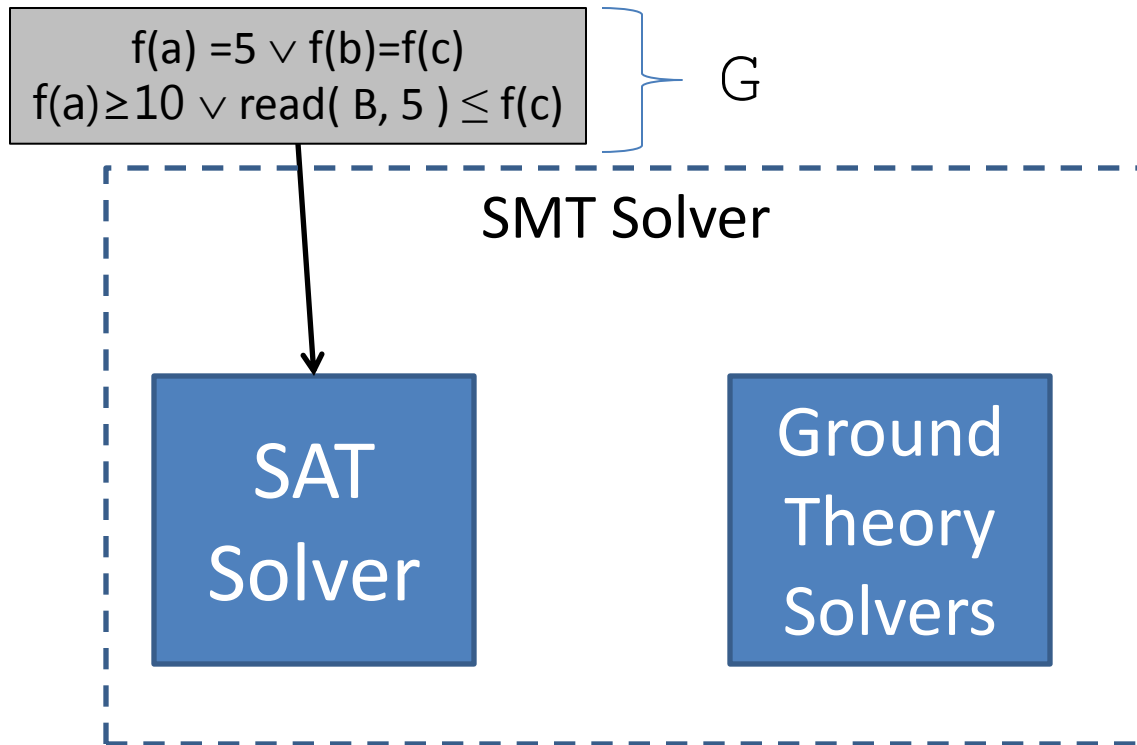 f(a) =5 ∨ f(b)=f(c)
f(a)≥10 ∨ read( B, 5 ) ≤ f(c)
G
SMT Solver
SAT
Solver
Ground
Theory
Solvers